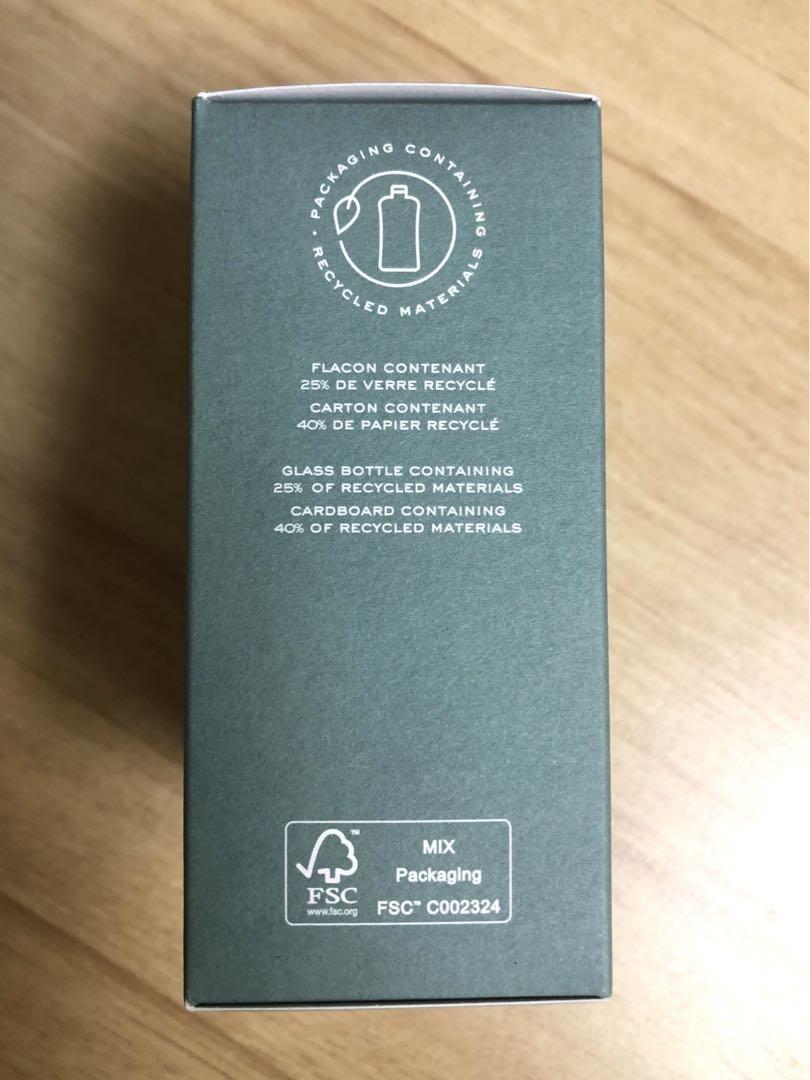 • PACKAGING CONTAINING RECYCLED MATERIALS
FLACON CONTENANT
25% DE VERRE RECYCLÉ
CARTON CONTENANT
40% DE PAPIER RECYCLÉ
GLASS BOTTLE CONTAINING
25% OF RECYCLED MATERIALS
CARDBOARD CONTAINING
40% OF RECYCLED MATERIALS
™
FSC
www.fsc.org
MIX
Packaging
FSC™ C002324